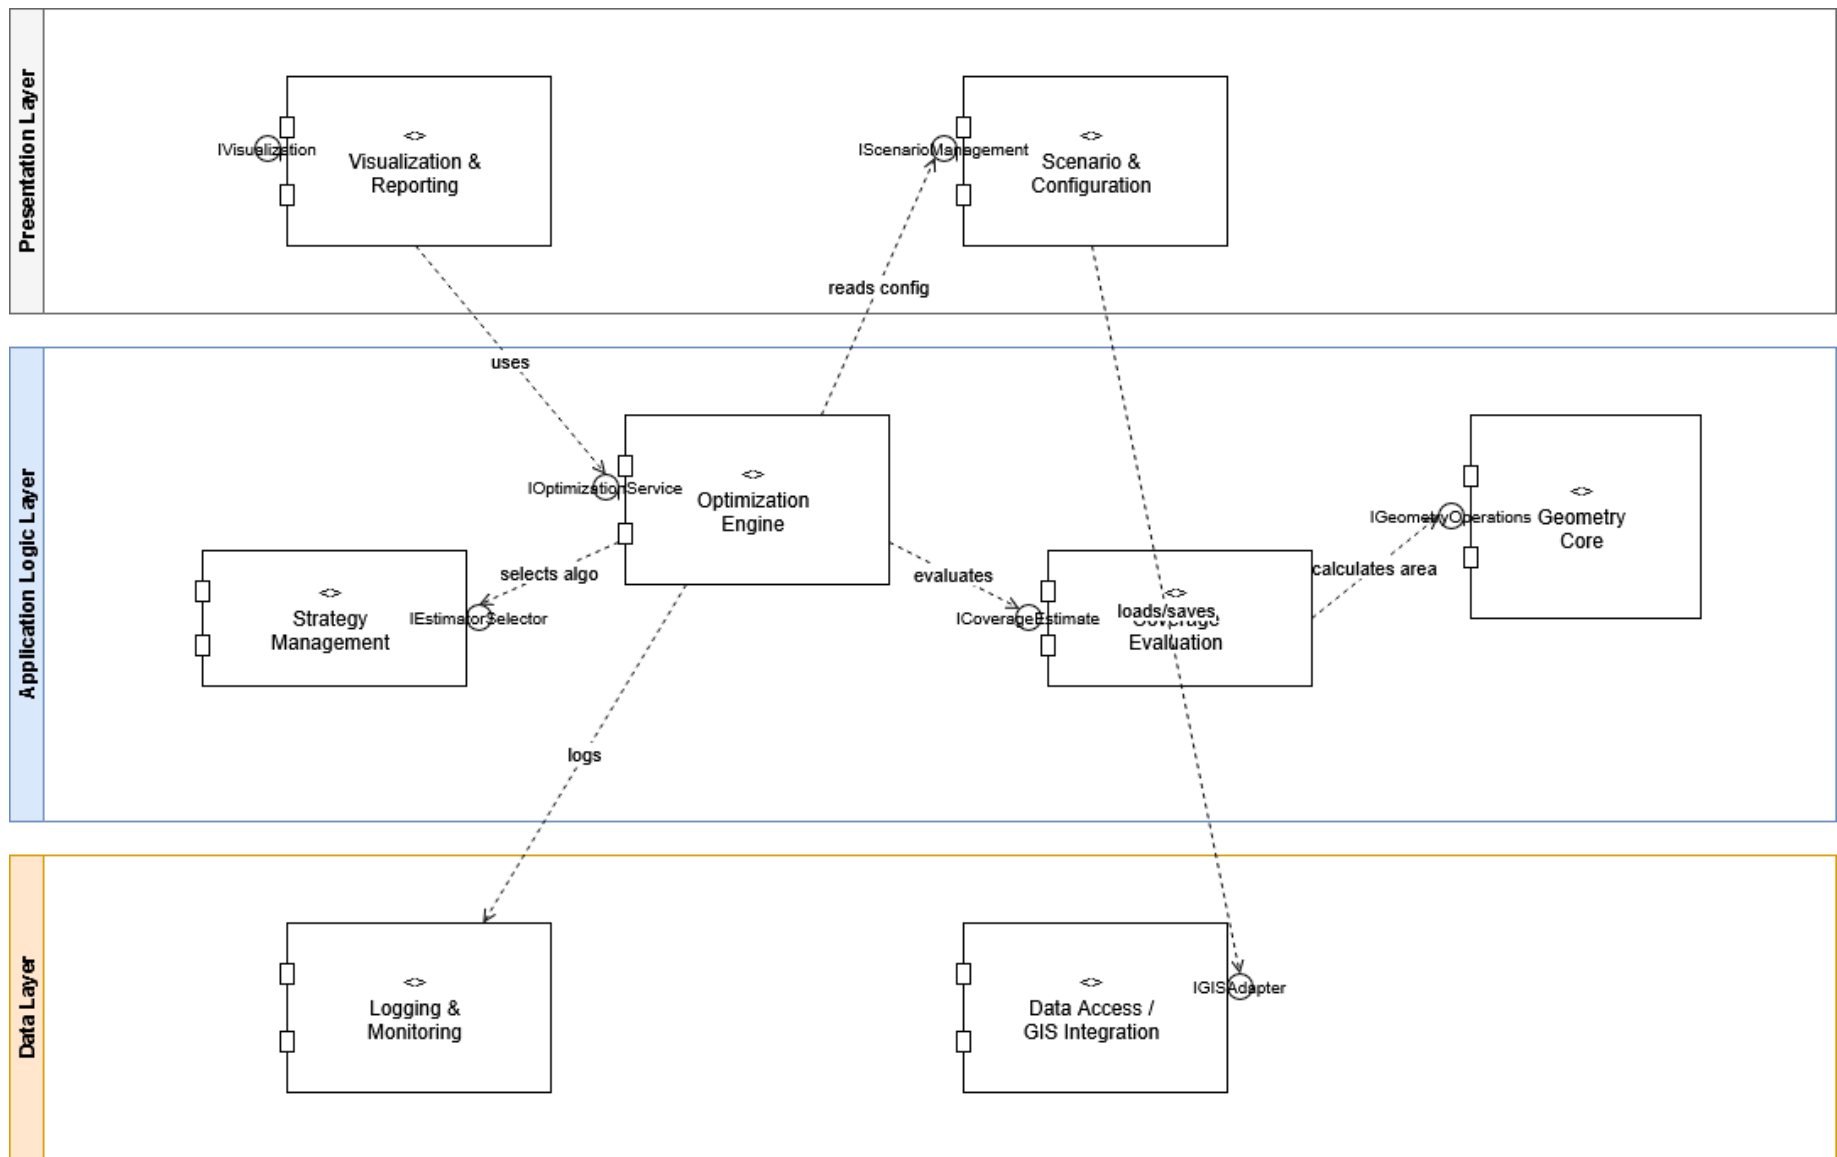 Presentation Layer
IVisualization
<>
Visualization &
Reporting
IScenarioManagement
<>
Scenario &
Configuration
reads config
uses
Application Logic Layer
IOptimizationService
<>
Optimization
Engine
IGeometryOperations
<>
Geometry
Core
selects algo
evaluates
calculates area
<>
Strategy
Management
IEstimatorSelector
ICoverageEstimate
<>
loads/saves
Coverage
Evaluation
logs
Data Layer
<>
Logging &
Monitoring
<>
Data Access /
GIS Integration
IGISAdapter